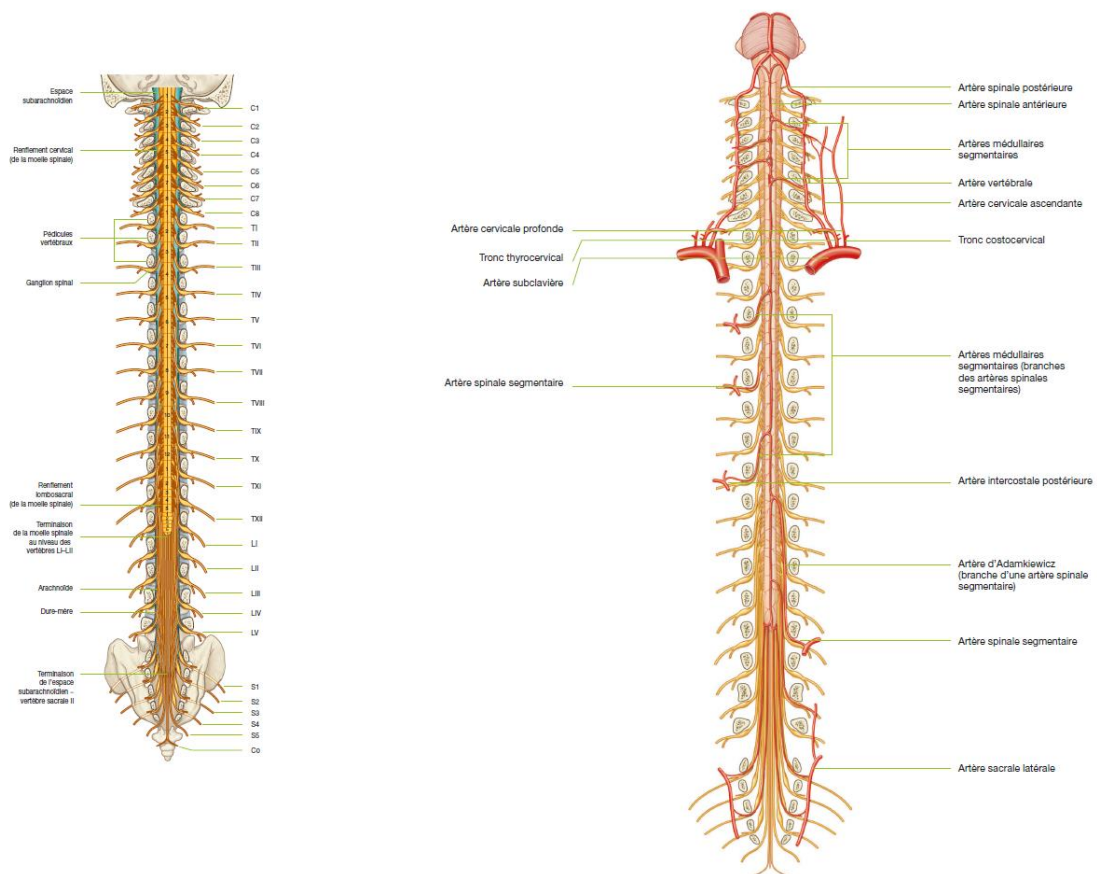 Espace
subarachnoïdien
Renflement cervical
(de la moelle spinale)
Pédicules
vertébraux
Ganglion spinal
Renflement
lombosacral
(de la moelle spinale)
Terminaison
de la moelle spinale
au niveau des
vertèbres LI-LII
Arachnoïde
Dure-mère
Terminaison
de l'espace
subarachnoïdien –
vertèbre sacrale II
C1
C2
C3
C4
C5
C6
C7
C8
TI
TII
TIII
TIV
TV
TVI
TVII
TVIII
TIX
TX
TXI
TXII
LI
LII
LIII
LIV
LV
S1
S2
S3
S4
S5
Co
Artère cervicale profonde
Tronc thyrocervical
Artère subclavière
Artère spinale segmentaire
Artère spinale postérieure
Artère spinale antérieure
Artères médullaires
segmentaires
Artère vertébrale
Artère cervicale ascendante
Tronc costocervical
Artères médullaires
segmentaires (branches
des artères spinales
segmentaires)
Artère intercostale postérieure
Artère d'Adamkiewicz
(branche d'une artère spinale
segmentaire)
Artère spinale segmentaire
Artère sacrale latérale